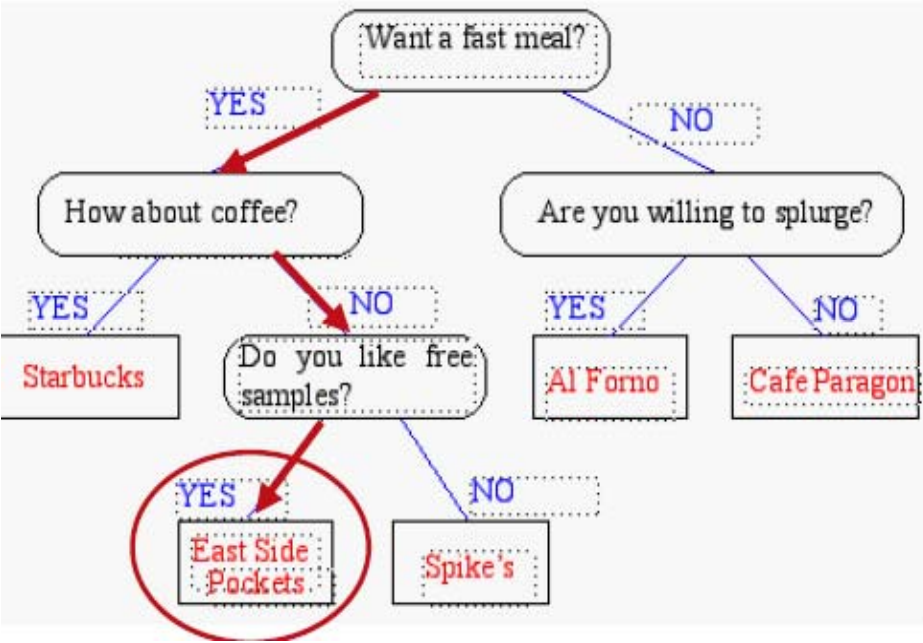 Want a fast meal?
YES
NO
How about coffee?
Are you willing to splurge?
YES
NO
YES
NO
Starbucks
Do you like free
samples?
Al Forno
Cafe Paragon
YES
NO
East Side
Pockets
Spike's